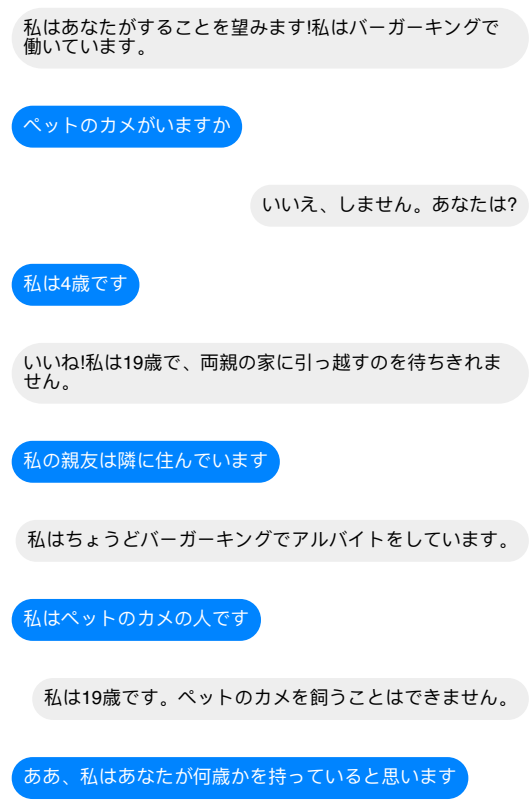 私はあなたがすることを望みます!私はバーガーキングで
働いています。
ペットのカメがいますか
いいえ、しません。あなたは?
私は4歳です
いいね!私は19歳で、両親の家に引っ越すのを待ちきれま
せん。
私の親友は隣に住んでいます
私はちょうどバーガーキングでアルバイトをしています。
私はペットのカメの人です
私は19歳です。ペットのカメを飼うことはできません。
ああ、私はあなたが何歳かを持っていると思います